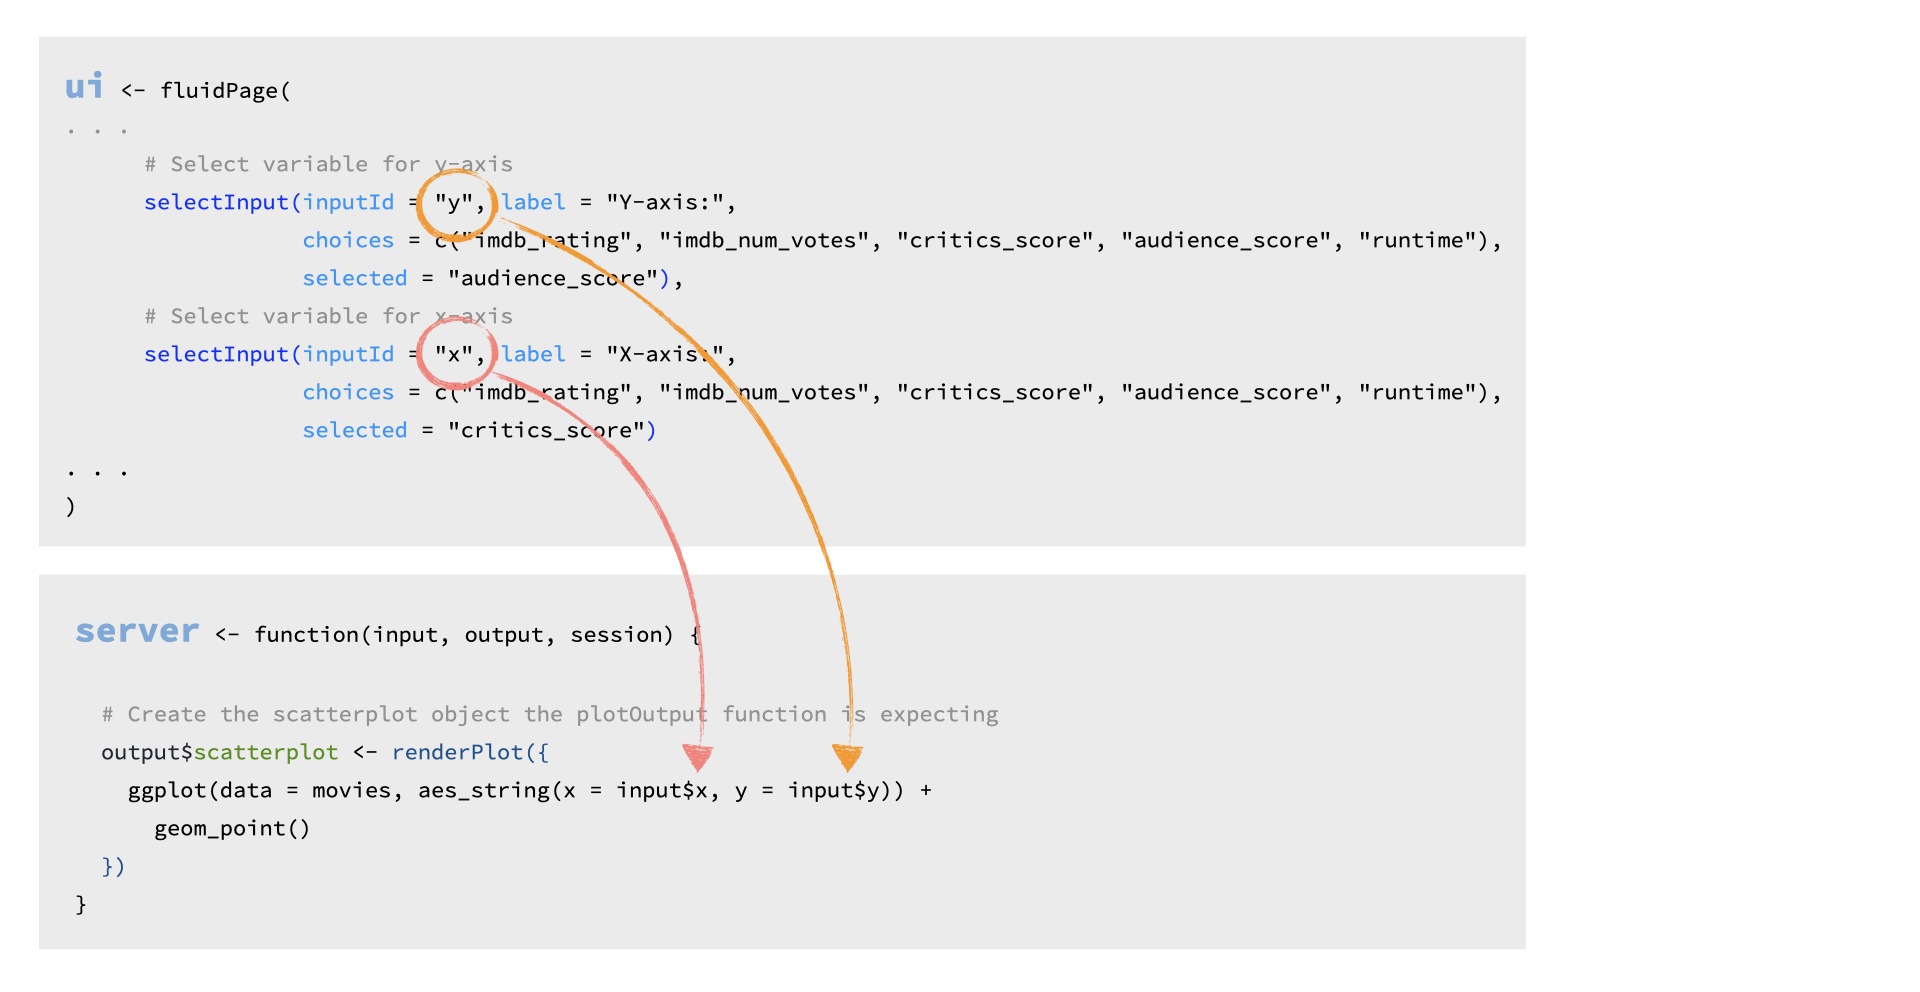 ui <- fluidPage(
. . .
# Select variable for y-axis
selectInput(inputId = "y", label = "Y-axis:",
choices = c("imdb_rating", "imdb_num_votes", "critics_score", "audience_score", "runtime"),
selected = "audience_score"),
# Select variable for x-axis
selectInput(inputId = "x", label = "X-axis:",
choices = c("imdb_rating", "imdb_num_votes", "critics_score", "audience_score", "runtime"),
selected = "critics_score")
. . .
)
server <- function(input, output, session) {
# Create the scatterplot object the plotOutput function is expecting
output$scatterplot <- renderPlot({
ggplot(data = movies, aes_string(x = input$x, y = input$y)) +
geom_point()
})
}